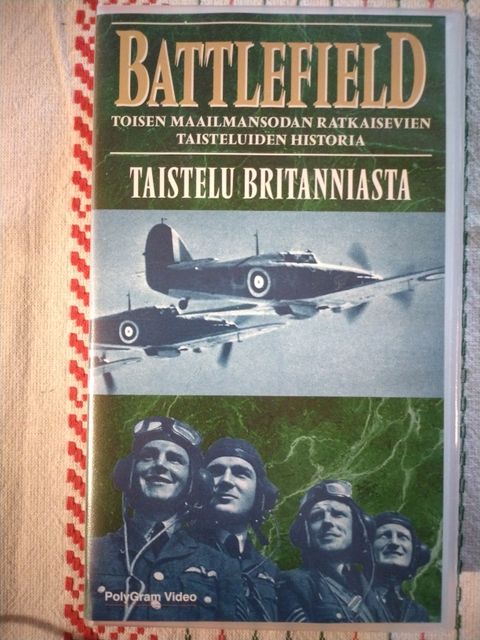 BATTLEFIELD
TOISEN MAAILMANSODAN RATKAISEVIEN
TAISTELUIDEN HISTORIA
TAISTELU BRITANNIASTA
PolyGram Video